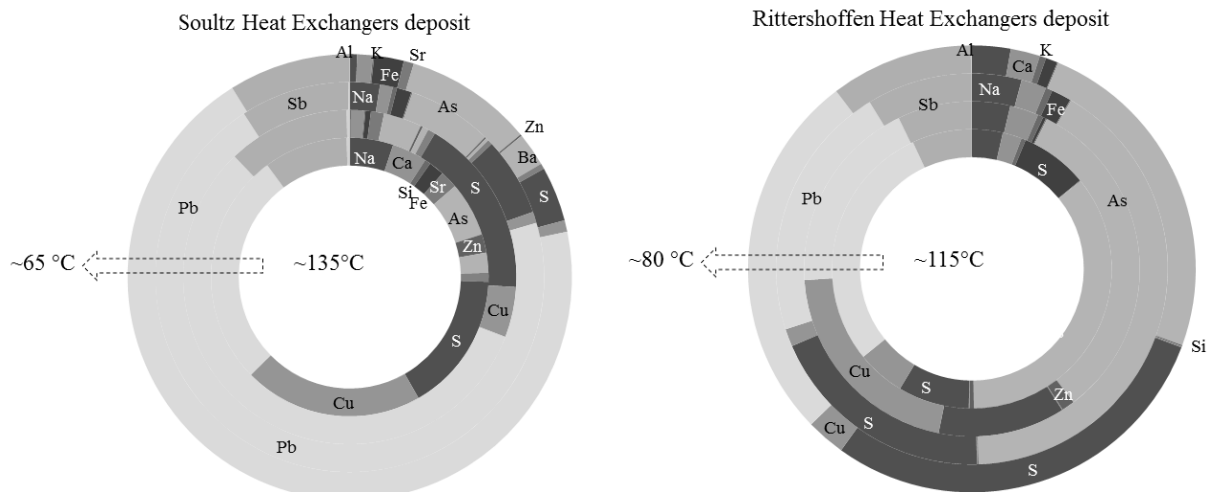 Soultz Heat Exchangers deposit
Al
K
Sr
Fe
Na
As
Sb
Zn
Ba
Na
Ca
S
S
Si
Fe
Sr
As
Zn
Pb
~65 °C
~135°C
Cu
S
Cu
Pb
Rittershoffen Heat Exchangers deposit
Al
K
Ca
Na
Fe
Sb
S
Pb
As
~80 °C
~115°C
Si
Cu
S
Zn
S
Cu
S